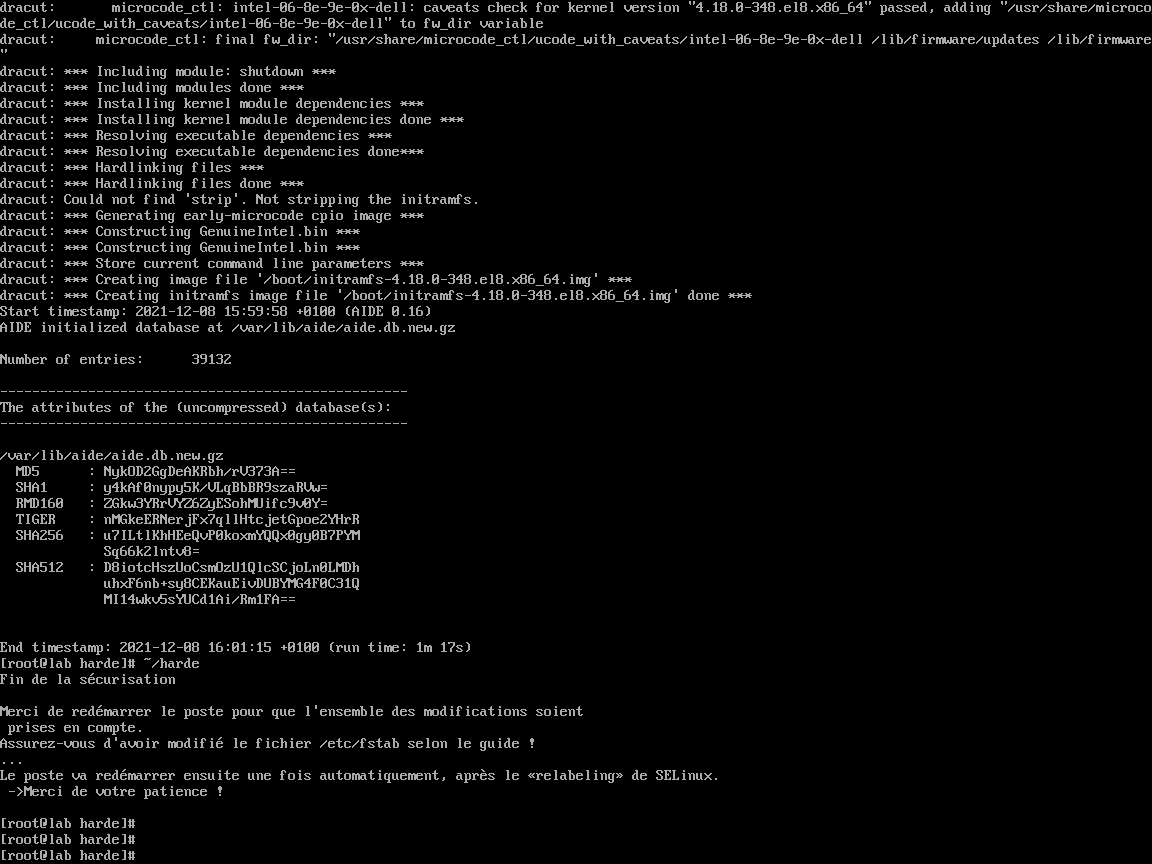 dracut:       microcode_ctl: intel-06-8e-9e-0x-dell: caveats check for kernel version "4.18.0-348.el8.x86_64" passed, adding "/usr/share/microco
de_ctl/ucode_with_caveats/intel-06-8e-9e-0x-dell" to fw_dir variable
dracut:     microcode_ctl: final fw_dir: "/usr/share/microcode_ctl/ucode_with_caveats/intel-06-8e-9e-0x-dell /lib/firmware/updates /lib/firmware
"
dracut: *** Including module: shutdown ***
dracut: *** Including modules done ***
dracut: *** Installing kernel module dependencies ***
dracut: *** Installing kernel module dependencies done ***
dracut: *** Resolving executable dependencies ***
dracut: *** Resolving executable dependencies done***
dracut: *** Hardlinking files ***
dracut: *** Hardlinking files done ***
dracut: Could not find 'strip'. Not stripping the initramfs.
dracut: *** Generating early-microcode cpio image ***
dracut: *** Constructing GenuineIntel.bin ***
dracut: *** Constructing GenuineIntel.bin ***
dracut: *** Store current command line parameters ***
dracut: *** Creating image file '/boot/initramfs-4.18.0-348.el8.x86_64.img' ***
dracut: *** Creating initramfs image file '/boot/initramfs-4.18.0-348.el8.x86_64.img' done ***
Start timestamp: 2021-12-08 15:59:58 +0100 (AIDE 0.16)
AIDE initialized database at /var/lib/aide/aide.db.new.gz

Number of entries:      39132

---------------------------------------------------
The attributes of the (uncompressed) database(s):
---------------------------------------------------

/var/lib/aide/aide.db.new.gz
  MD5      : NykOD2GgDeAKRbh/rV373A==
  SHA1     : y4kAf0nypy5K/VLqBbBR9szaRVw=
  RMD160   : ZGkw3YRrVYZ6ZyESohMUifc9v0Y=
  TIGER    : nMGkeERNerjFx7qllHtcjetGpoe2YHrR
  SHA256   : u7ILtlKhHEeQvP0koxmYQQx0gy0B7PYM
             Sq66k2lntv8=
  SHA512   : D8iotcHszUoCsmOzU1QlcSCjoLn0LMDh
             uhxF6nb+sy8CEKauEivDUBYMG4F0C31Q
             MI14wkv5sYUCd1Ai/Rm1FA==

End timestamp: 2021-12-08 16:01:15 +0100 (run time: 1m 17s)
[root@lab harde]# ~/harde
Fin de la sécurisation

Merci de redémarrer le poste pour que l'ensemble des modifications soient
 prises en compte.
Assurez-vous d'avoir modifié le fichier /etc/fstab selon le guide !
...
Le poste va redémarrer ensuite une fois automatiquement, après le «relabeling» de SELinux.
 ->Merci de votre patience !

[root@lab harde]#
[root@lab harde]#
[root@lab harde]#